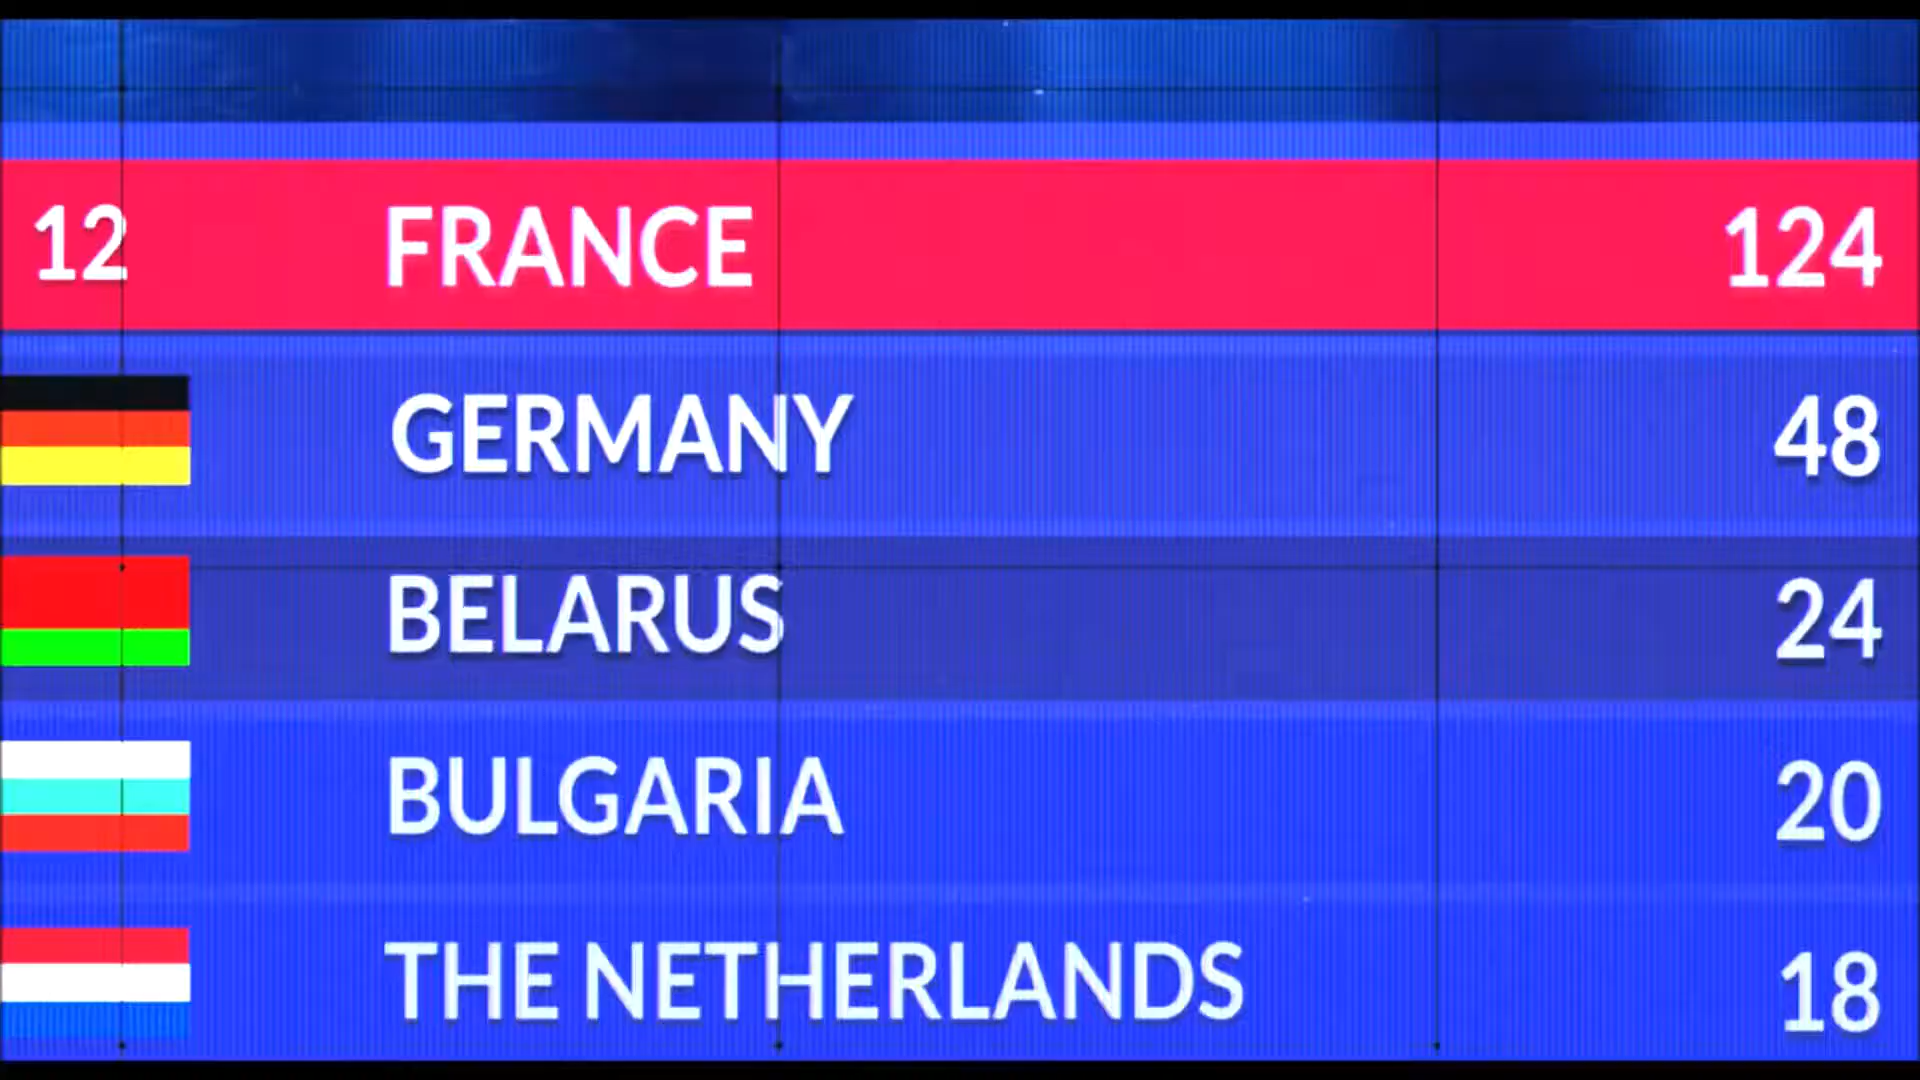 12 FRANCE 124
GERMANY 48
BELARUS 24
BULGARIA 20
THE NETHERLANDS 18